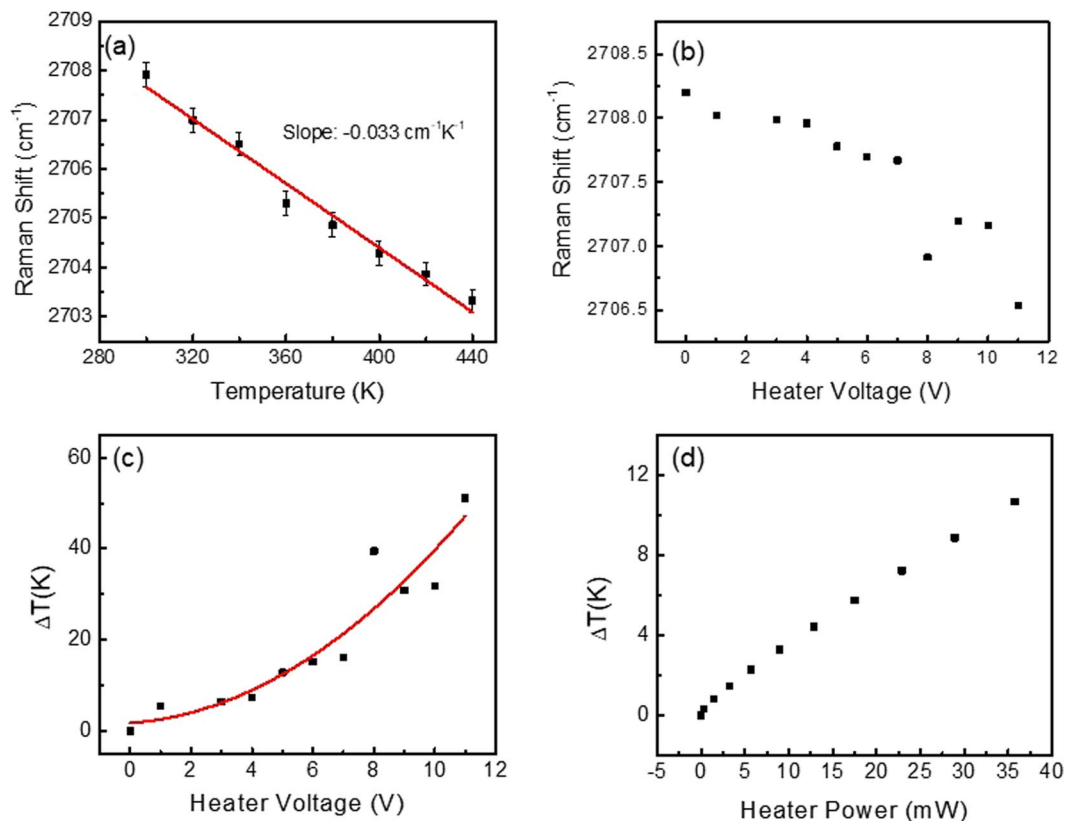 (a)
2709
2708
2707
2706
2705
2704
2703
Raman Shift (cm⁻¹)
Slope: -0.033 cm⁻¹K⁻¹
280 320 360 400 440
Temperature (K)
(b)
2708.5
2708.0
2707.5
2707.0
2706.5
Raman Shift (cm⁻¹)
0 2 4 6 8 10 12
Heater Voltage (V)
(c)
60
40
20
0
ΔT(K)
0 2 4 6 8 10 12
Heater Voltage (V)
(d)
12
8
4
0
ΔT(K)
-5 0 5 10 15 20 25 30 35 40
Heater Power (mW)